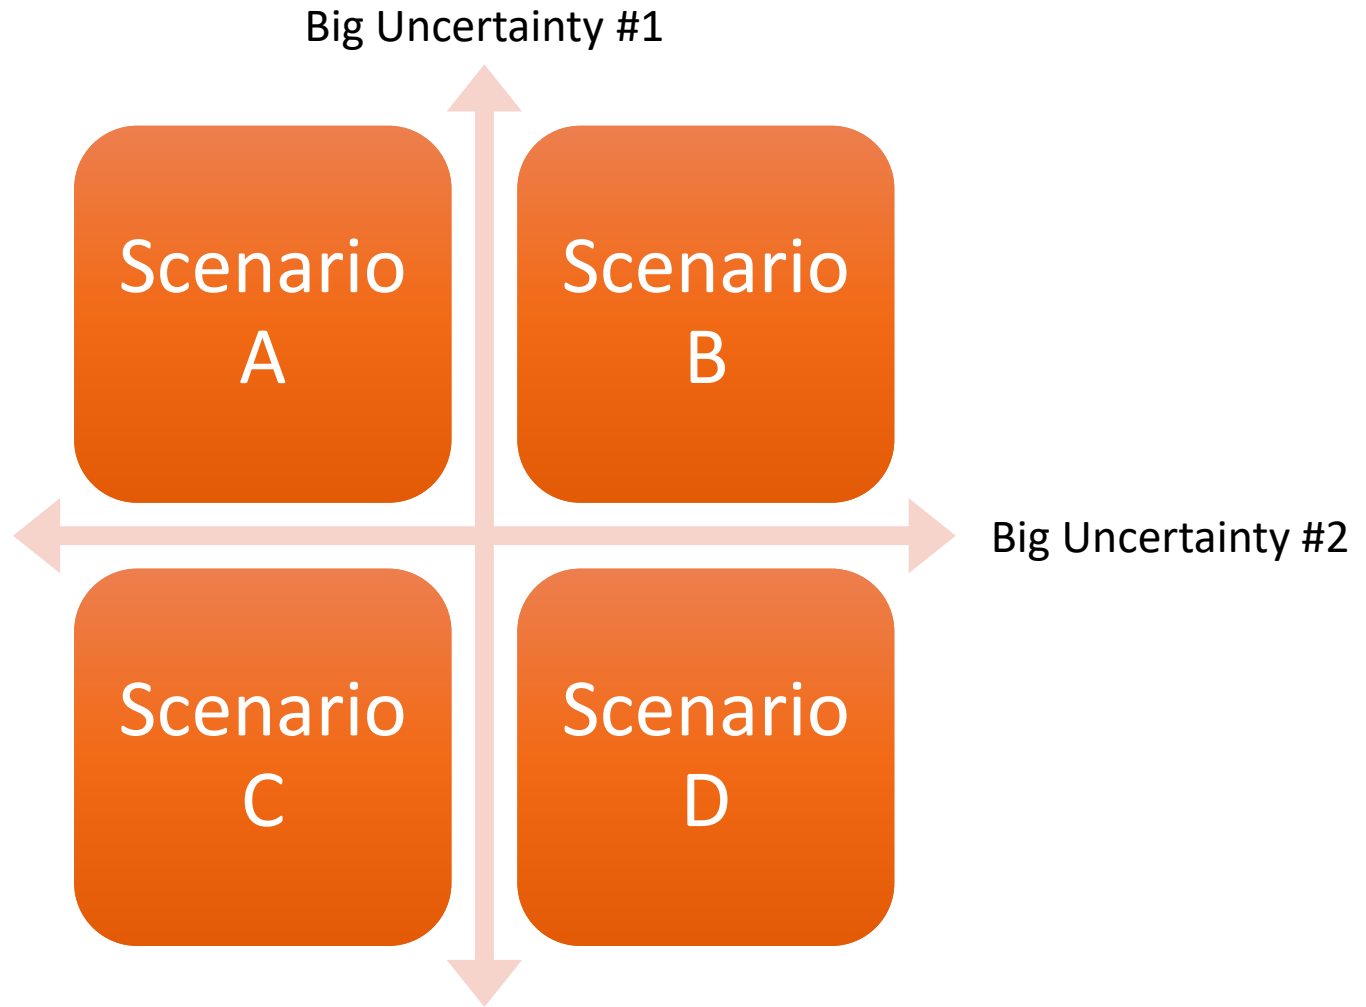 Big Uncertainty #1
Scenario
A
Scenario
B
Big Uncertainty #2
Scenario
C
Scenario
D